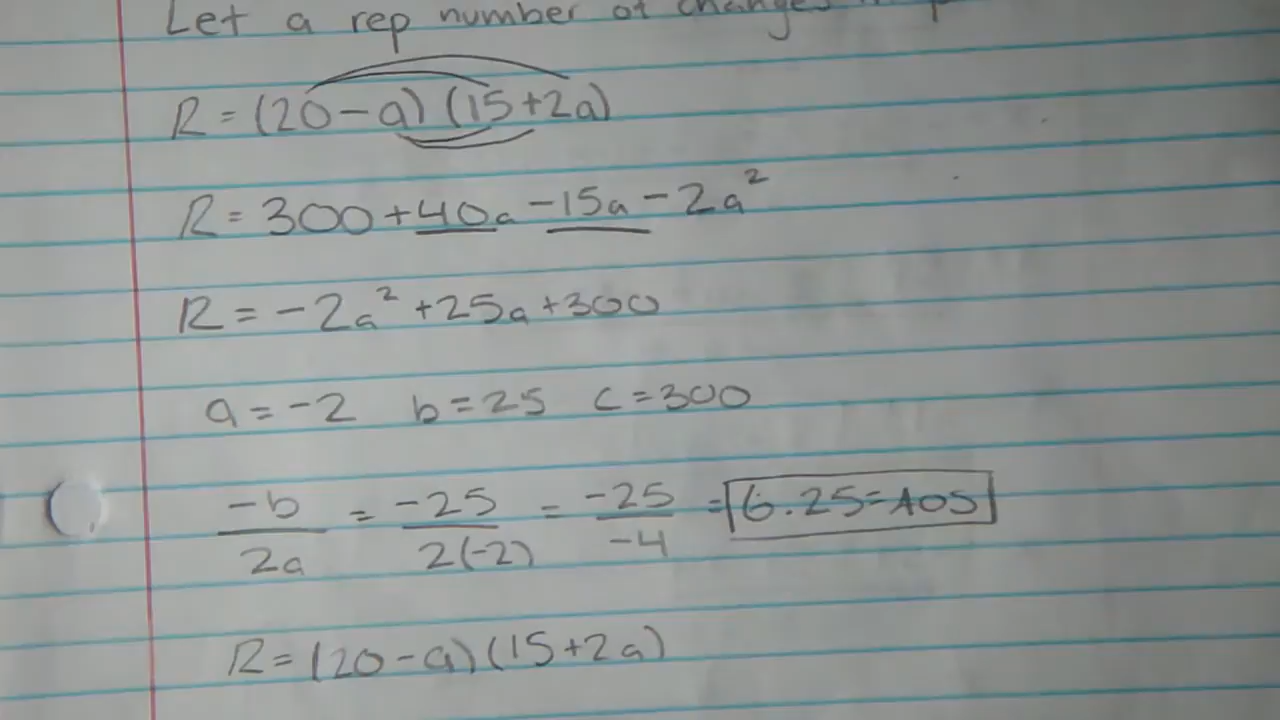 Let a rep number of changes
R = (20 - a) (15 + 2a)
R = 300 + 40a - 15a - 2a²
R = -2a² + 25a + 300
a = -2 b = 25 c = 300
-b/2a = -25/2(-2) = -25/-4 = 6.25 = AOS
R = (20 - a) (15 + 2a)